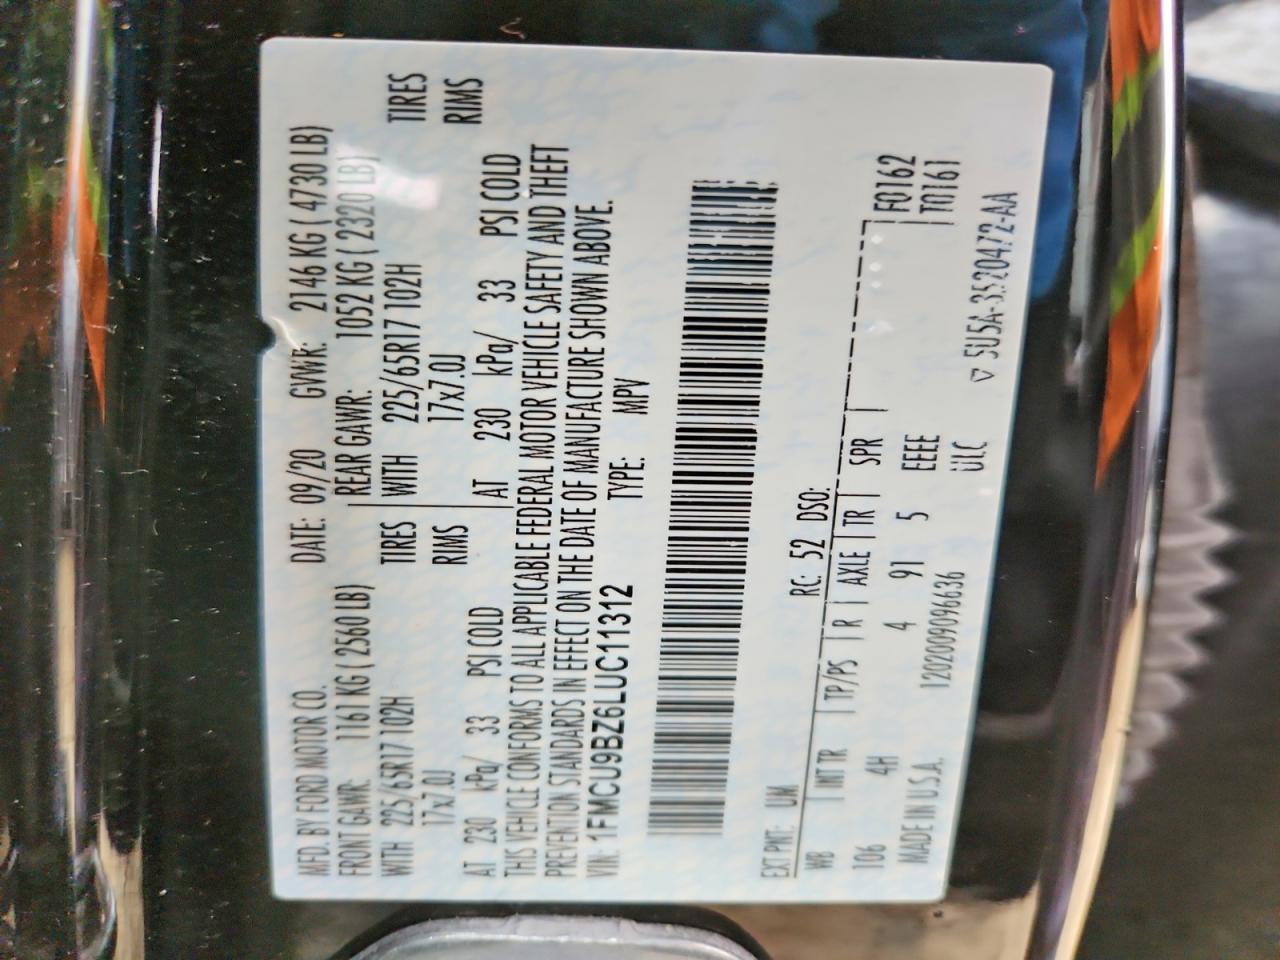 MFD. BY FORD MOTOR CO. DATE: 09/20 GVWR: 2146 KG ( 4730 LB)
FRONT GAWR: 1161 KG ( 2560 LB) REAR GAWR: 1052 KG ( 2320 LB)
WITH 225/65R17 102H TIRES WITH 225/65R17 102H TIRES
17x7.0J RIMS 17x7.0J RIMS
AT 230 kPa/ 33 PSI COLD AT 230 kPa/ 33 PSI COLD
THIS VEHICLE CONFORMS TO ALL APPLICABLE FEDERAL MOTOR VEHICLE SAFETY AND THEFT
PREVENTION STANDARDS IN EFFECT ON THE DATE OF MANUFACTURE SHOWN ABOVE.
VIN: 1FMCU9BZ6LUC11312 TYPE: MPV
EXT PNT: UM RC: 52 DSO:
WB INT TR TP/PS R AXLE TR SPR F0162
106 4H 4 91 5 EEEE T0161
MADE IN U.S.A. 1202009096636 ULC